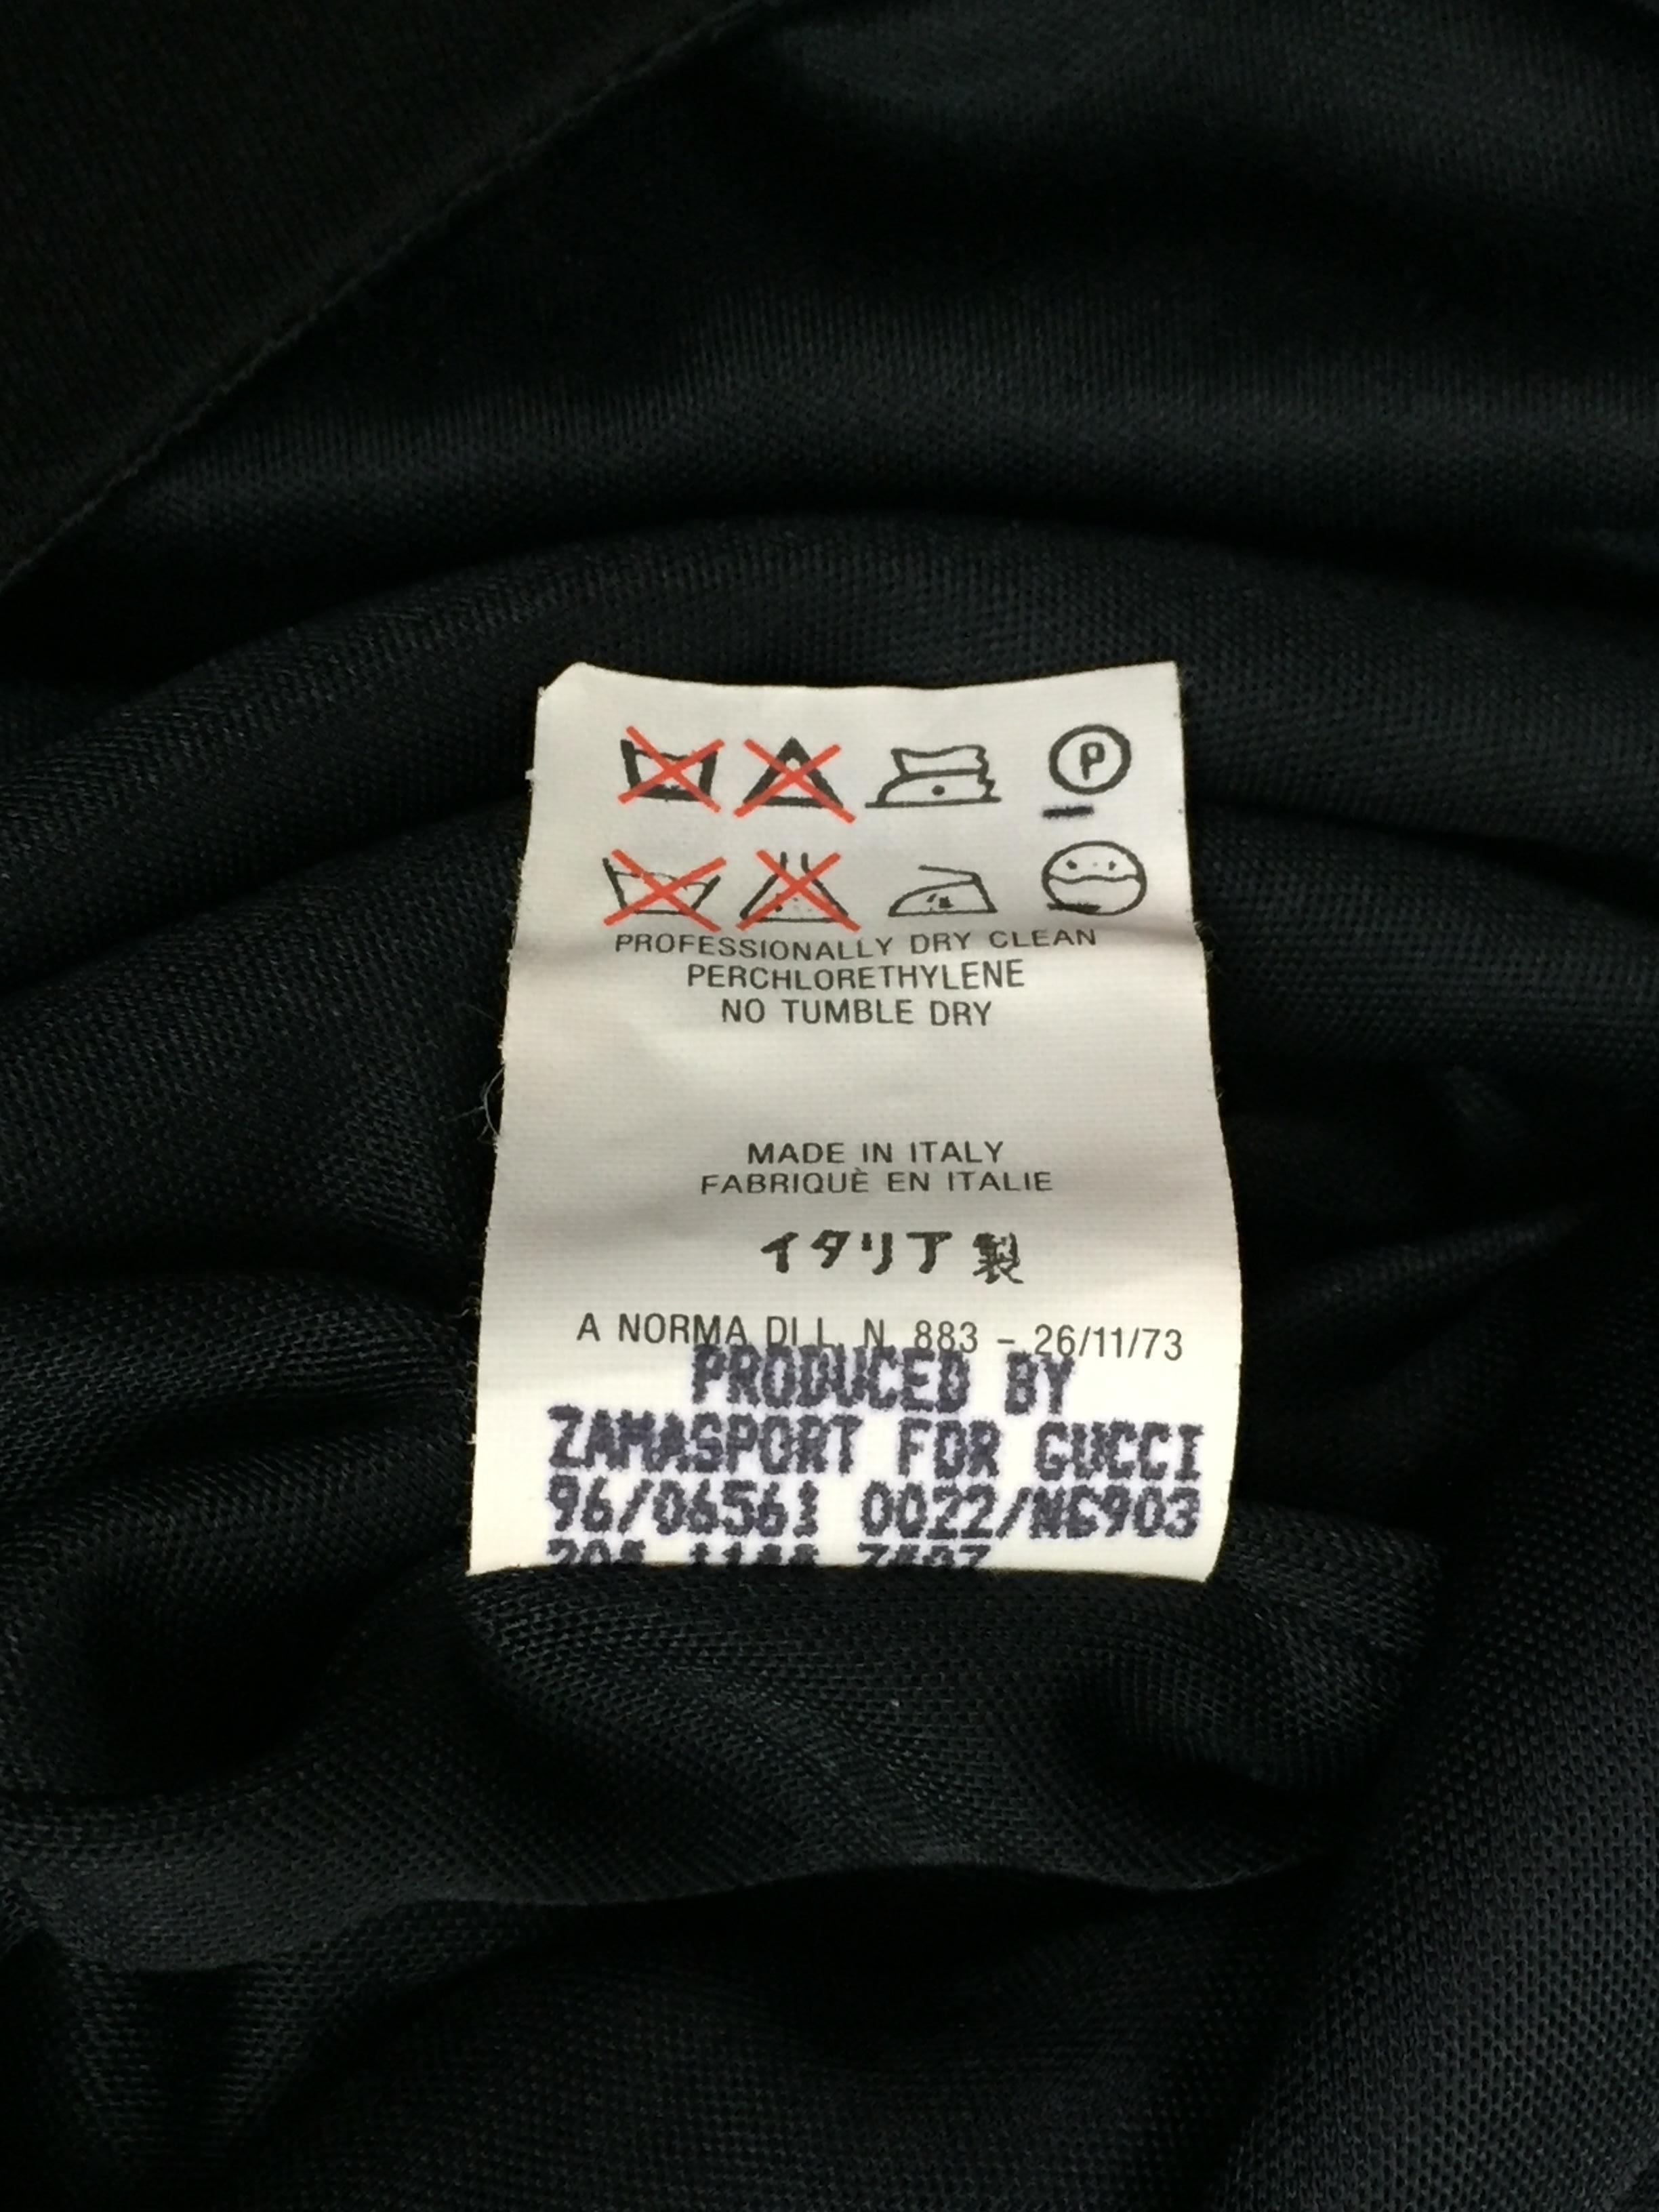 P
PROFESSIONALLY DRY CLEAN
PERCHLORETHYLENE
NO TUMBLE DRY
MADE IN ITALY
FABRIQUÈ EN ITALIE
イタリア製
A NORMA DI L. N. 883 - 26/11/73
PRODUCED BY
ZAMASPORT FOR GUCCI
96/06561 0022/NE903